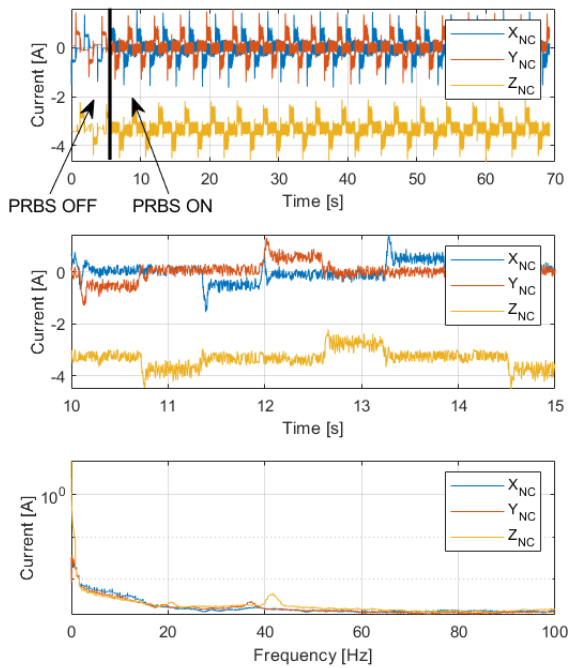 Current [A]
0
-2
-4
X_NC
Y_NC
Z_NC
0 10 20 30 40 50 60 70
Time [s]
PRBS OFF PRBS ON
Current [A]
0
-2
-4
X_NC
Y_NC
Z_NC
10 11 12 13 14 15
Time [s]
Current [A]
10^0
X_NC
Y_NC
Z_NC
0 20 40 60 80 100
Frequency [Hz]